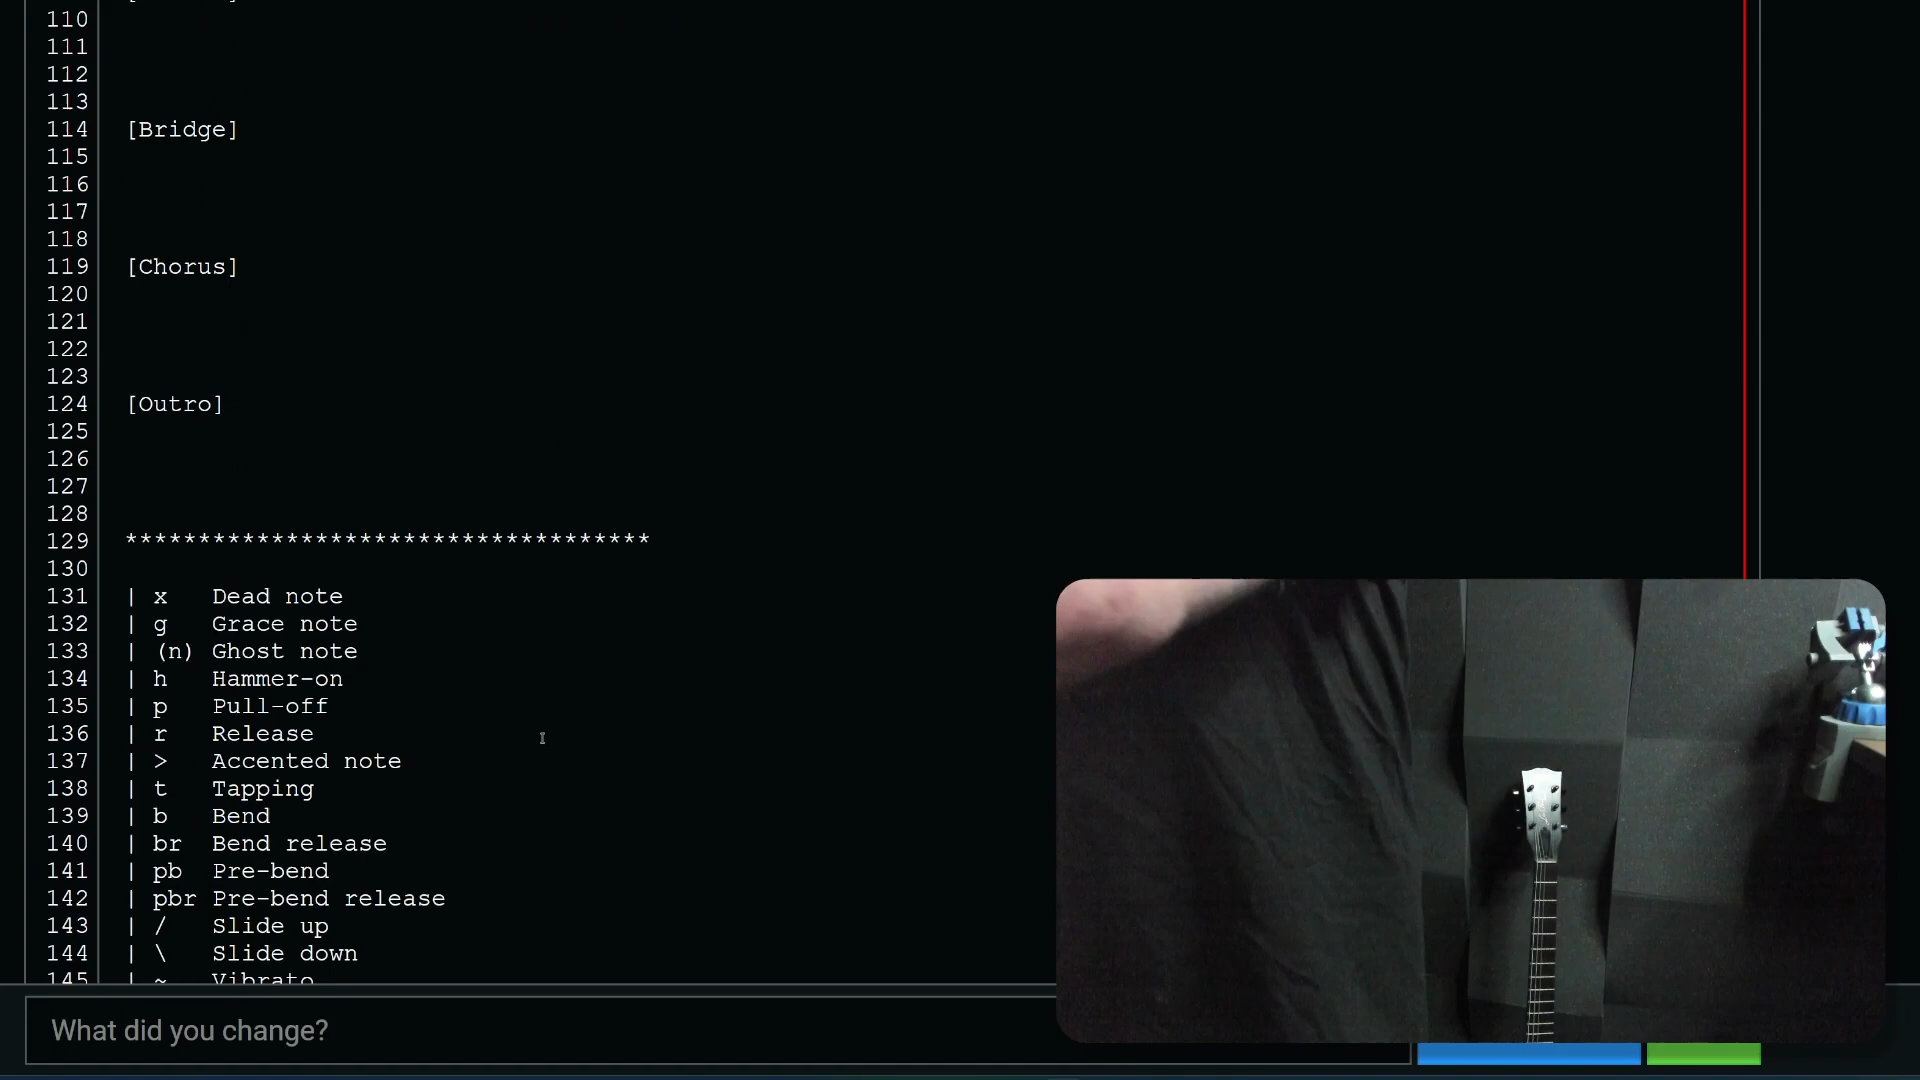 110
111
112
113
114 [Bridge]
115
116
117
118
119 [Chorus]
120
121
122
123
124 [Outro]
125
126
127
128
129 ************************************
130
131 | x Dead note
132 | g Grace note
133 | (n) Ghost note
134 | h Hammer-on
135 | p Pull-off
136 | r Release
137 | > Accented note
138 | t Tapping
139 | b Bend
140 | br Bend release
141 | pb Pre-bend
142 | pbr Pre-bend release
143 | / Slide up
144 | \ Slide down
145 | ~ Vibrato
What did you change?